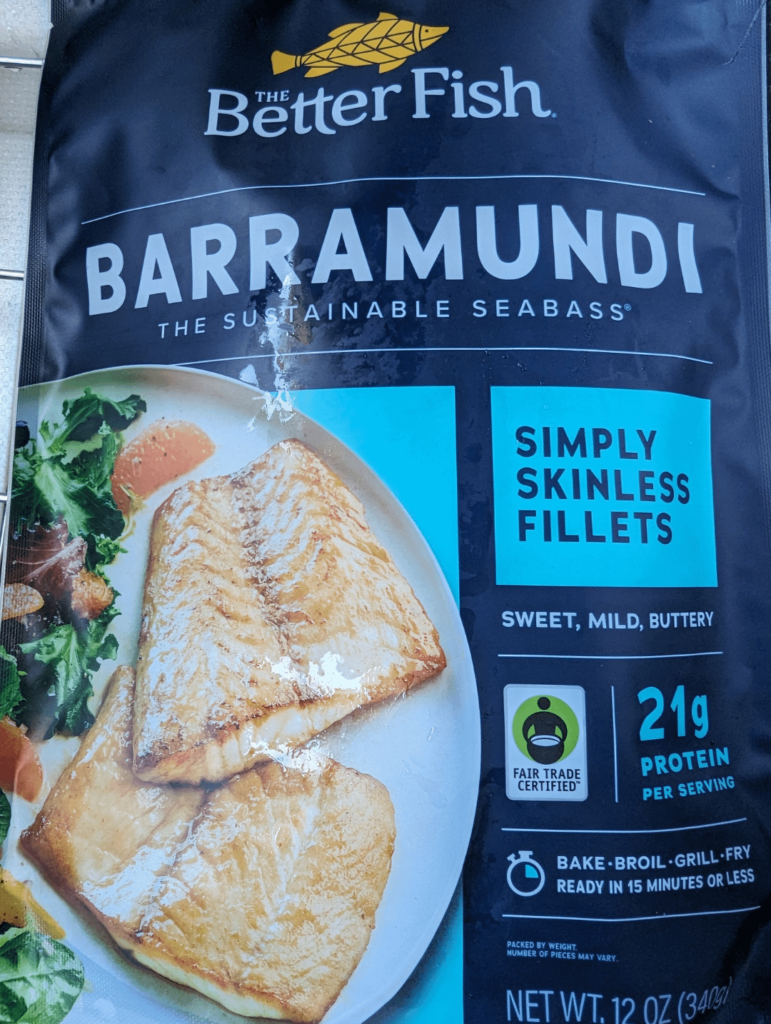 THE
Better Fish.
BARRAMUNDI
THE SUSTAINABLE SEABASS®
SIMPLY
SKINLESS
FILLETS
SWEET, MILD, BUTTERY
FAIR TRADE
CERTIFIED™
21g
PROTEIN
PER SERVING
BAKE·BROIL·GRILL·FRY
READY IN 15 MINUTES OR LESS
PACKED BY WEIGHT.
NUMBER OF PIECES MAY VARY.
NET WT. 12 OZ (340g)